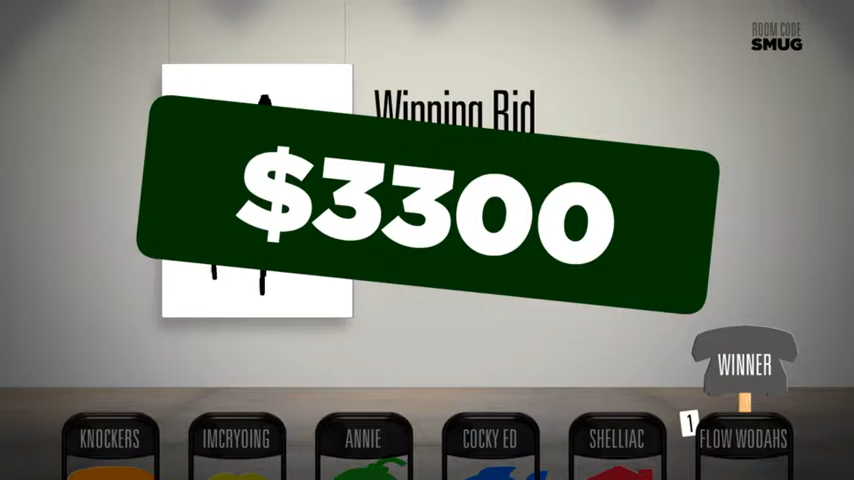 ROOM CODE
SMUG
Winning Bid
$3300
WINNER
1
KNOCKERS
IMCRYOING
ANNIE
COCKY ED
SHELLIAC
FLOW WODAHS